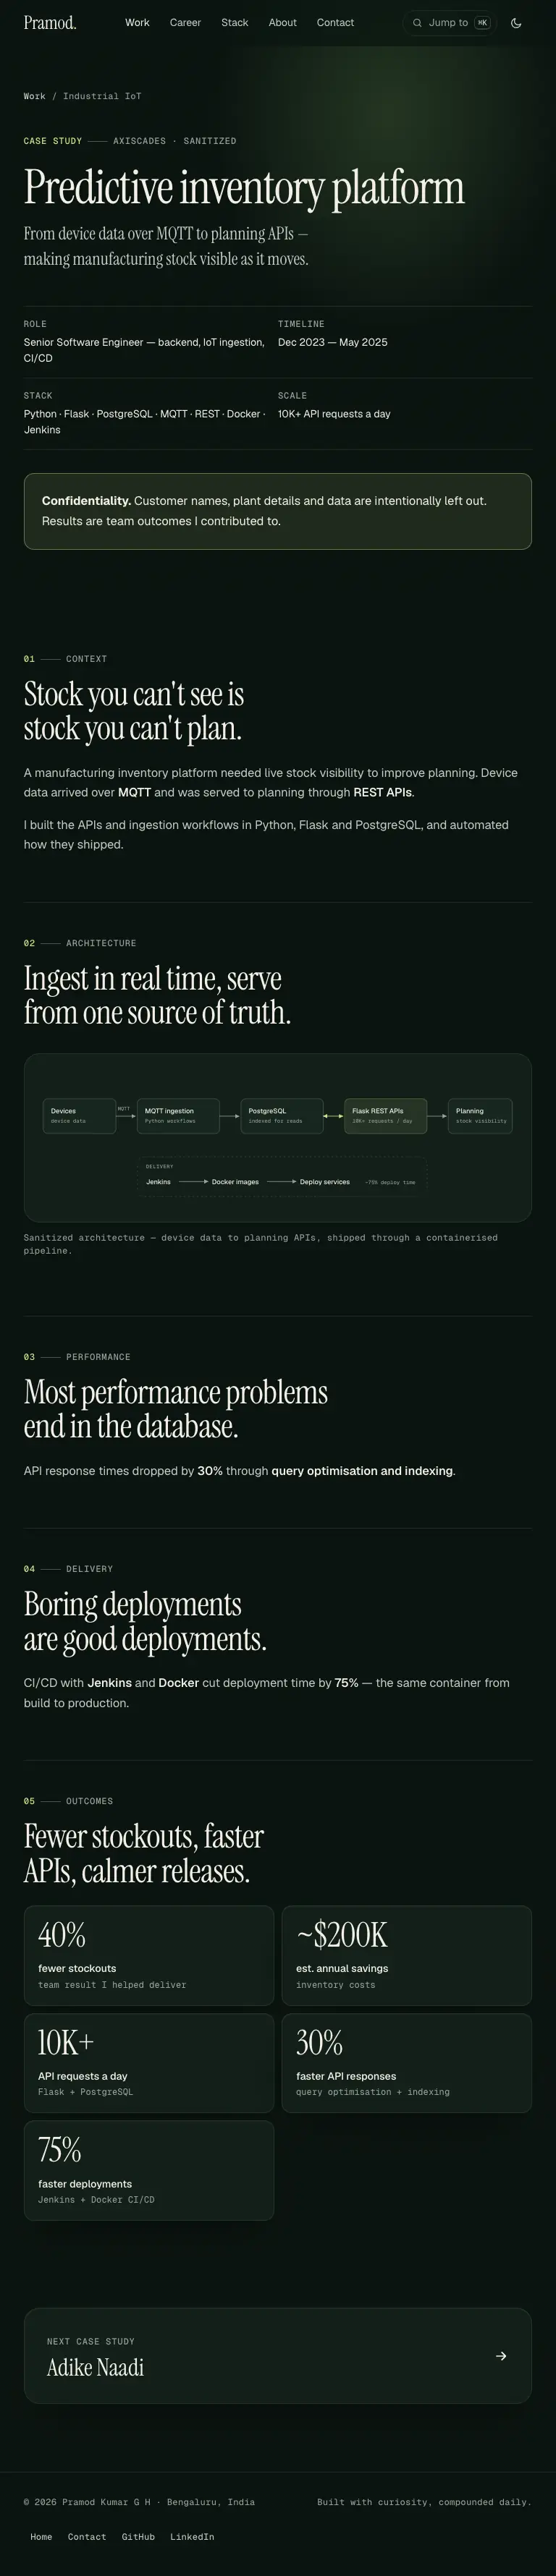 Pramod.
Work
Career
Stack
About
Contact
Jump to
⌘K
Work / Industrial IoT
CASE STUDY
AXISCADES · SANITIZED
Predictive inventory platform
From device data over MQTT to planning APIs —
making manufacturing stock visible as it moves.
ROLE
Senior Software Engineer — backend, IoT ingestion,
CI/CD
TIMELINE
Dec 2023 — May 2025
STACK
Python · Flask · PostgreSQL · MQTT · REST · Docker ·
Jenkins
SCALE
10K+ API requests a day
Confidentiality. Customer names, plant details and data are intentionally left out.
Results are team outcomes I contributed to.
01
CONTEXT
Stock you can't see is
stock you can't plan.
A manufacturing inventory platform needed live stock visibility to improve planning. Device
data arrived over MQTT and was served to planning through REST APIs.
I built the APIs and ingestion workflows in Python, Flask and PostgreSQL, and automated
how they shipped.
02
ARCHITECTURE
Ingest in real time, serve
from one source of truth.
Devices
device data
MQTT
MQTT ingestion
Python workflows
PostgreSQL
indexed for reads
Flask REST APIs
10K+ requests / day
Planning
stock visibility
DELIVERY
Jenkins
Docker images
Deploy services
−75% deploy time
Sanitized architecture — device data to planning APIs, shipped through a containerised
pipeline.
03
PERFORMANCE
Most performance problems
end in the database.
API response times dropped by 30% through query optimisation and indexing.
04
DELIVERY
Boring deployments
are good deployments.
CI/CD with Jenkins and Docker cut deployment time by 75% — the same container from
build to production.
05
OUTCOMES
Fewer stockouts, faster
APIs, calmer releases.
40%
fewer stockouts
team result I helped deliver
~$200K
est. annual savings
inventory costs
10K+
API requests a day
Flask + PostgreSQL
30%
faster API responses
query optimisation + indexing
75%
faster deployments
Jenkins + Docker CI/CD
NEXT CASE STUDY
Adike Naadi
© 2026 Pramod Kumar G H · Bengaluru, India
Built with curiosity, compounded daily.
Home
Contact
GitHub
LinkedIn